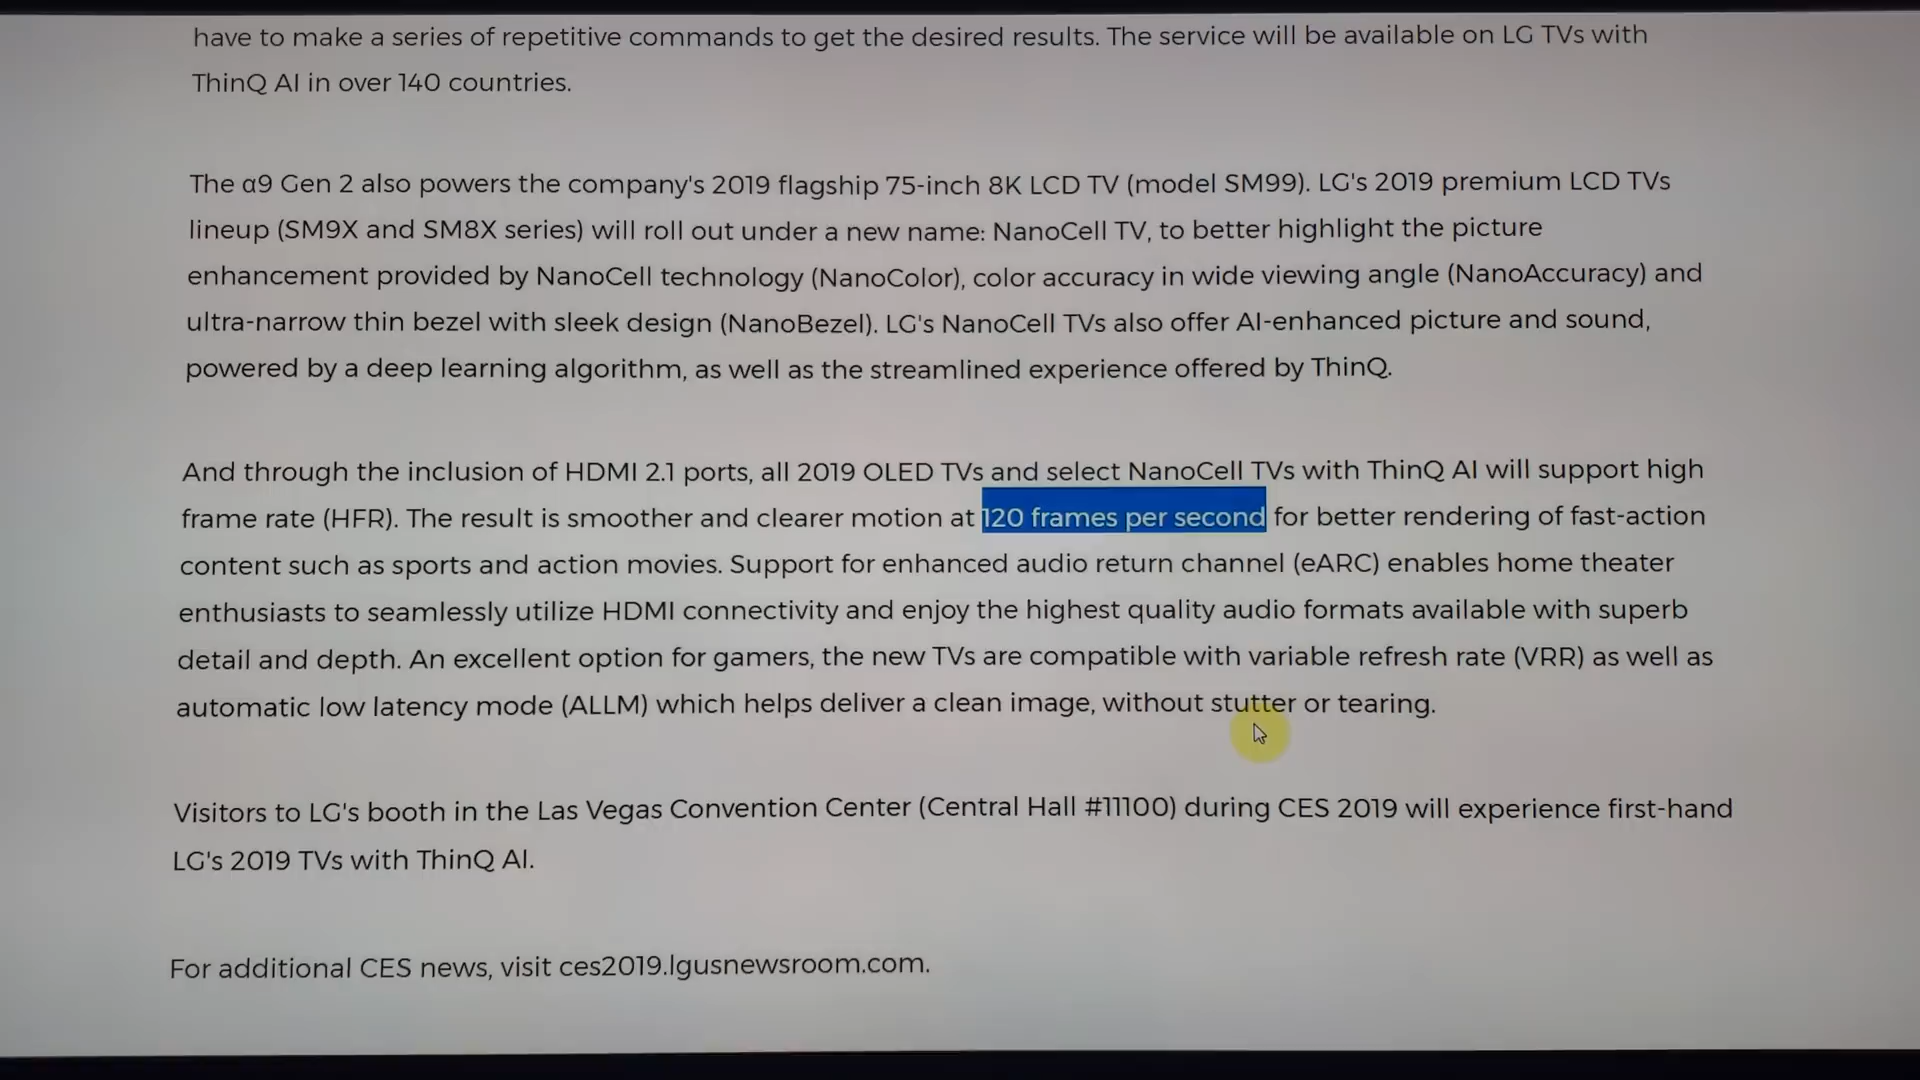 have to make a series of repetitive commands to get the desired results. The service will be available on LG TVs with
ThinQ AI in over 140 countries.
The α9 Gen 2 also powers the company's 2019 flagship 75-inch 8K LCD TV (model SM99). LG's 2019 premium LCD TVs
lineup (SM9X and SM8X series) will roll out under a new name: NanoCell TV, to better highlight the picture
enhancement provided by NanoCell technology (NanoColor), color accuracy in wide viewing angle (NanoAccuracy) and
ultra-narrow thin bezel with sleek design (NanoBezel). LG's NanoCell TVs also offer AI-enhanced picture and sound,
powered by a deep learning algorithm, as well as the streamlined experience offered by ThinQ.
And through the inclusion of HDMI 2.1 ports, all 2019 OLED TVs and select NanoCell TVs with ThinQ AI will support high
frame rate (HFR). The result is smoother and clearer motion at 120 frames per second for better rendering of fast-action
content such as sports and action movies. Support for enhanced audio return channel (eARC) enables home theater
enthusiasts to seamlessly utilize HDMI connectivity and enjoy the highest quality audio formats available with superb
detail and depth. An excellent option for gamers, the new TVs are compatible with variable refresh rate (VRR) as well as
automatic low latency mode (ALLM) which helps deliver a clean image, without stutter or tearing.
Visitors to LG's booth in the Las Vegas Convention Center (Central Hall #11100) during CES 2019 will experience first-hand
LG's 2019 TVs with ThinQ AI.
For additional CES news, visit ces2019.lgusnewsroom.com.